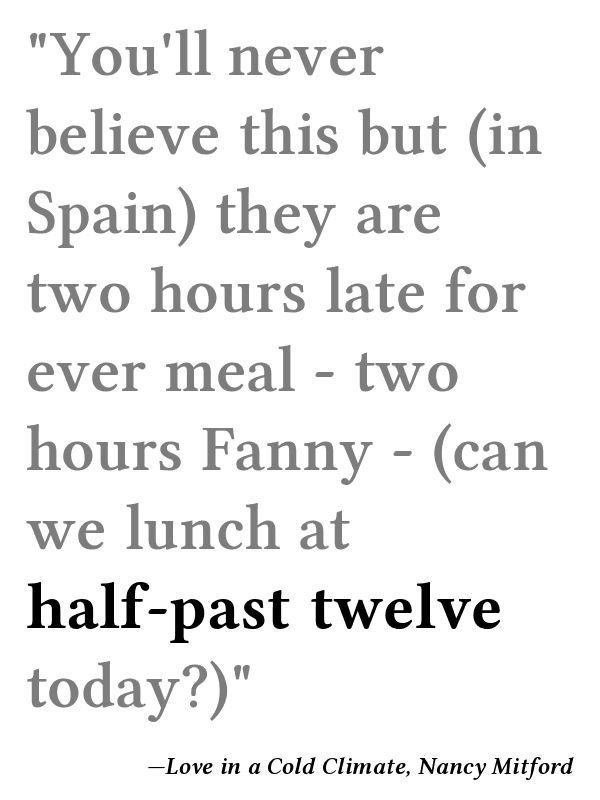 "You'll never
believe this but (in
Spain) they are
two hours late for
ever meal - two
hours Fanny - (can
we lunch at
half-past twelve
today?)"
—Love in a Cold Climate, Nancy Mitford